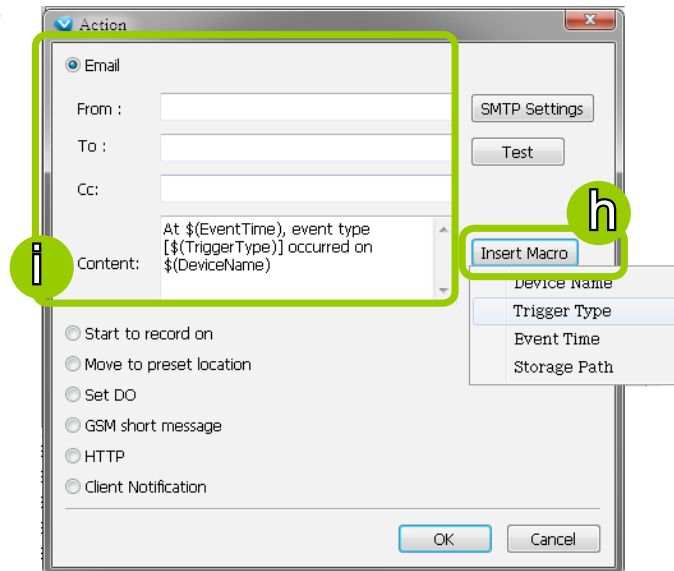 Action
Email
From :
SMTP Settings
To :
Test
Cc:
h
At $(EventTime), event type
[$(TriggerType)] occurred on
$(DeviceName)
i
Content:
Insert Macro
Device Name
Trigger Type
Event Time
Storage Path
Start to record on
Move to preset location
Set DO
GSM short message
HTTP
Client Notification
OK
Cancel